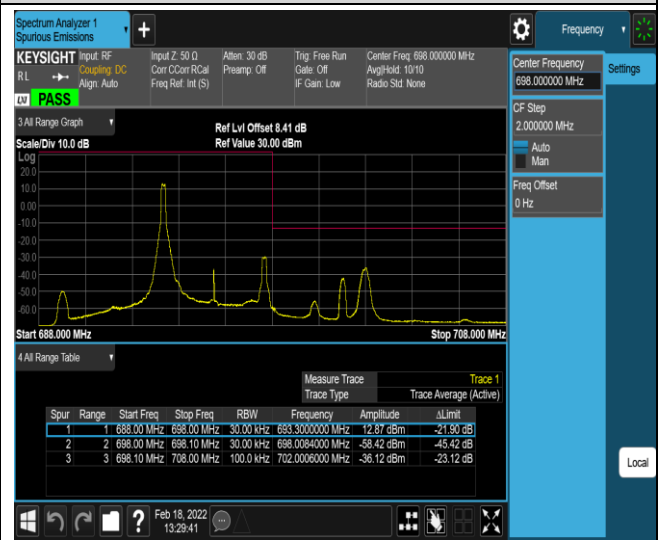 Spectrum Analyzer 1
Spurious Emissions
Frequency
KEYSIGHT Input: RF Input Z: 50 Ω Atten: 30 dB Trig: Free Run Center Freq: 698.000000 MHz
R L Coupling: DC Corr CCorr RCal Preamp: Off Gate: Off Avg|Hold: 10/10
Align: Auto Freq Ref: Int (S) IF Gain: Low Radio Std: None
LXI PASS
Center Frequency
698.000000 MHz
Settings
CF Step
2.000000 MHz
Auto
Man
Freq Offset
0 Hz
3 All Range Graph
Ref Lvl Offset 8.41 dB
Scale/Div 10.0 dB Ref Value 30.00 dBm
Log
20.0
10.0
0.00
-10.0
-20.0
-30.0
-40.0
-50.0
-60.0
Start 688.000 MHz Stop 708.000 MHz
4 All Range Table
Measure Trace Trace 1
Trace Type Trace Average (Active)
Spur Range Start Freq Stop Freq RBW Frequency Amplitude ΔLimit
1 1 688.00 MHz 698.00 MHz 30.00 kHz 693.3000000 MHz 12.87 dBm -21.90 dB
2 2 698.00 MHz 698.10 MHz 30.00 kHz 698.0084000 MHz -58.42 dBm -45.42 dB
3 3 698.10 MHz 708.00 MHz 100.0 kHz 702.0006000 MHz -36.12 dBm -23.12 dB
Local
Feb 18, 2022
13:29:41